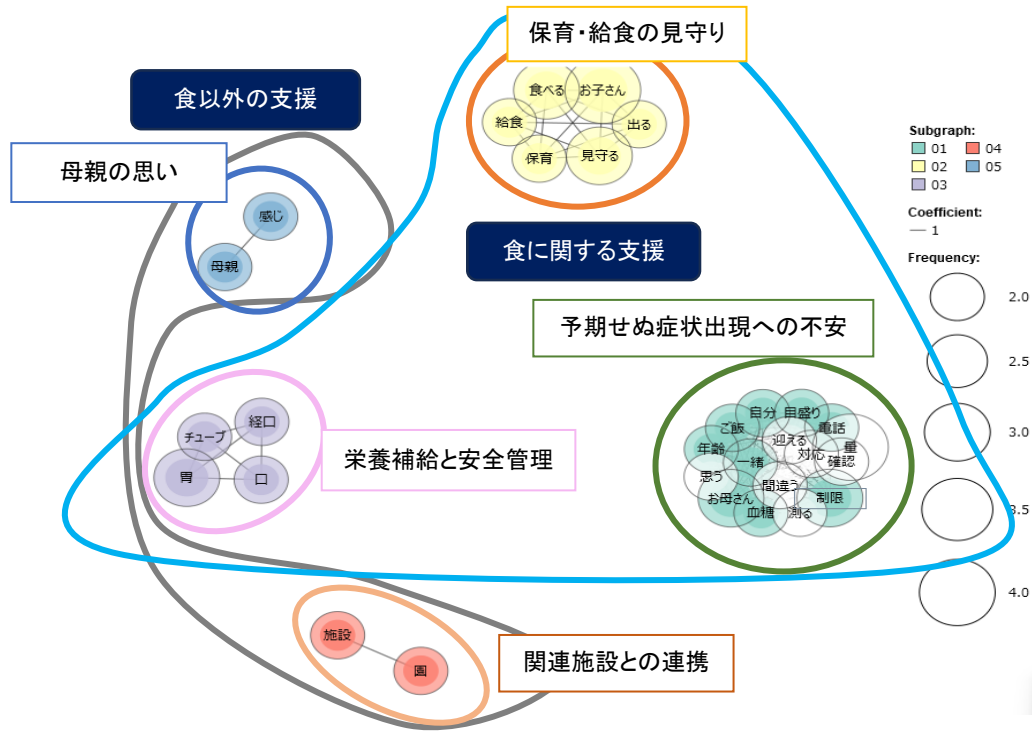 保育・給食の見守り
食以外の支援
母親の思い
食べる
お子さん
給食
出る
保育
見守る
感じ
母親
食に関する支援
予期せぬ症状出現への不安
Subgraph:
01
04
02
05
03
Coefficient:
1
Frequency:
2.0
2.5
3.0
3.5
4.0
チューブ
経口
胃
口
栄養補給と安全管理
自分
目盛り
ご飯
迎える
電話
年齢
一緒
対応
量
確認
思う
間違う
お母さん
制限
血糖
測る
施設
園
関連施設との連携